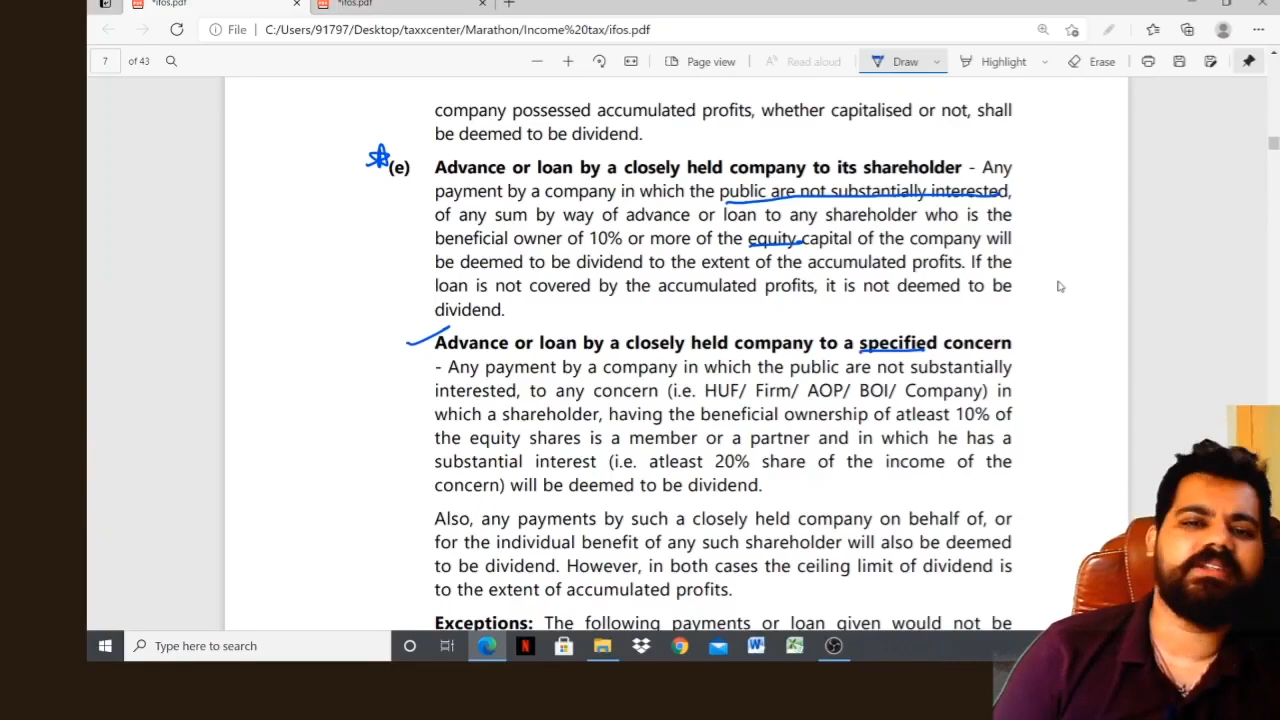 *ifos.pdf
*ifos.pdf
File
C:/Users/91797/Desktop/taxxcenter/Marathon/Income%20tax/ifos.pdf
7 of 43
Page view
Read aloud
Draw
Highlight
Erase
company possessed accumulated profits, whether capitalised or not, shall
be deemed to be dividend.
(e) Advance or loan by a closely held company to its shareholder - Any
payment by a company in which the public are not substantially interested,
of any sum by way of advance or loan to any shareholder who is the
beneficial owner of 10% or more of the equity capital of the company will
be deemed to be dividend to the extent of the accumulated profits. If the
loan is not covered by the accumulated profits, it is not deemed to be
dividend.
Advance or loan by a closely held company to a specified concern
- Any payment by a company in which the public are not substantially
interested, to any concern (i.e. HUF/ Firm/ AOP/ BOI/ Company) in
which a shareholder, having the beneficial ownership of atleast 10% of
the equity shares is a member or a partner and in which he has a
substantial interest (i.e. atleast 20% share of the income of the
concern) will be deemed to be dividend.
Also, any payments by such a closely held company on behalf of, or
for the individual benefit of any such shareholder will also be deemed
to be dividend. However, in both cases the ceiling limit of dividend is
to the extent of accumulated profits.
Exceptions: The following payments or loan given would not be
Type here to search